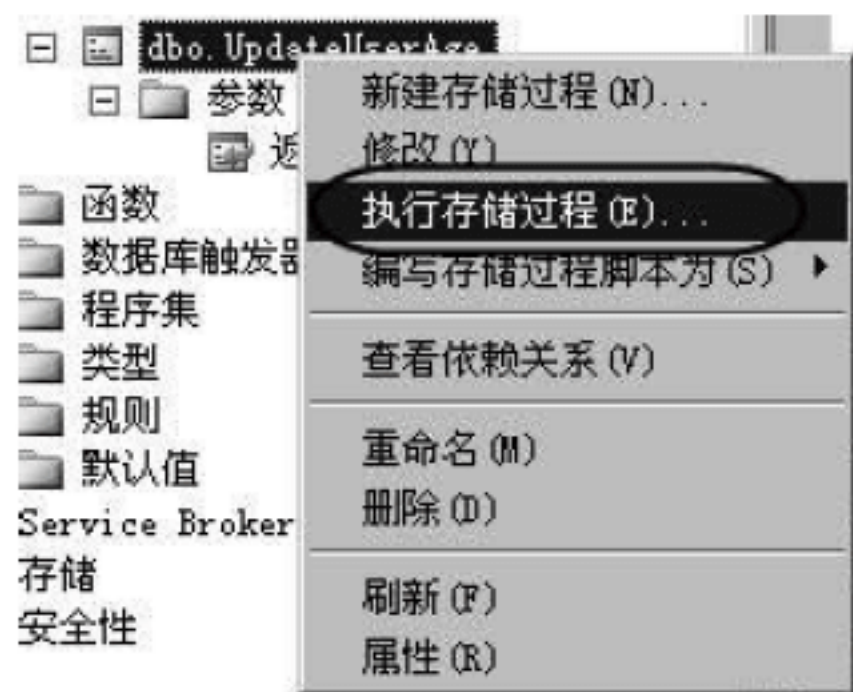 dbo.UpdateUserAge
参数
返
函数
数据库触发器
程序集
类型
规则
默认值
Service Broker
存储
安全性
新建存储过程(N)...
修改(Y)
执行存储过程(E)...
编写存储过程脚本为(S)
查看依赖关系(V)
重命名(M)
删除(D)
刷新(F)
属性(R)